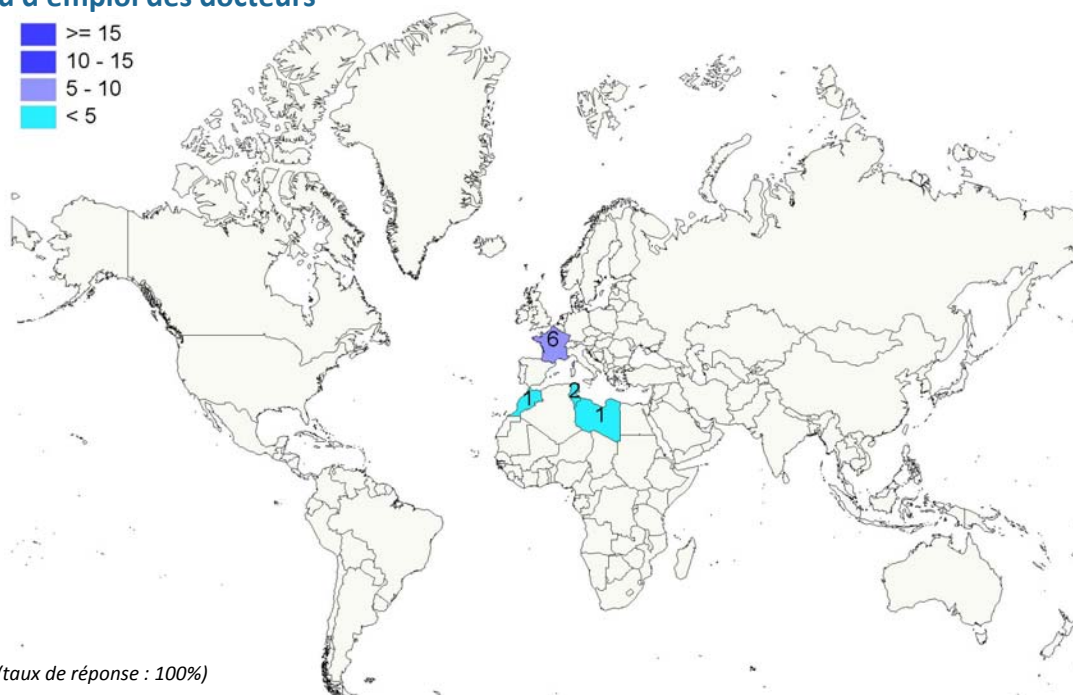 d'emploi des docteurs
>= 15
10 - 15
5 - 10
< 5
6
1
2
1
(taux de réponse : 100%)